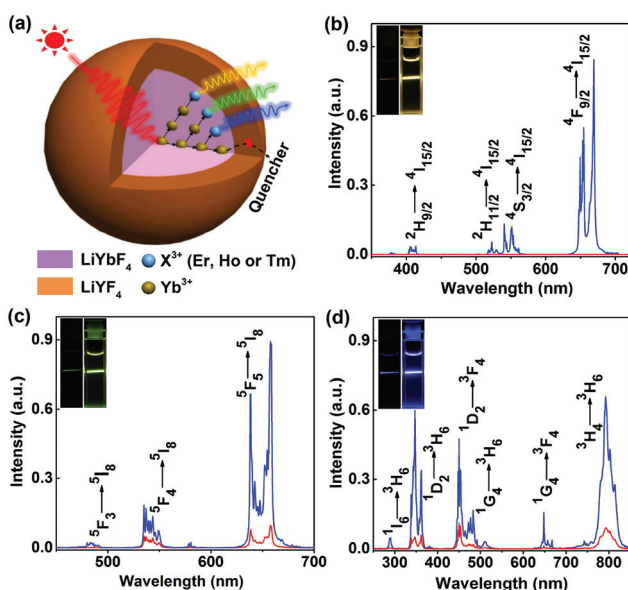 (a)
Quencher
LiYbF₄
X³⁺ (Er, Ho or Tm)
LiYF₄
Yb³⁺
(b)
Intensity (a.u.)
0.9
0.6
0.3
0.0
⁴I₁₅/₂
²H₉/₂
⁴I₁₅/₂
²H₁₁/₂
⁴I₁₅/₂
⁴S₃/₂
⁴I₁₅/₂
⁴F₉/₂
400
500
600
700
Wavelength (nm)
(c)
Intensity (a.u.)
0.9
0.6
0.3
0.0
⁵I₈
⁵F₃
⁵I₈
⁵F₄
⁵I₈
⁵F₅
500
600
700
Wavelength (nm)
(d)
Intensity (a.u.)
0.9
0.6
0.3
0.0
³H₆
¹I₆
³H₆
¹D₂
³F₄
¹D₂
³H₆
¹G₄
³F₄
¹G₄
³H₆
³H₄
300
400
500
600
700
800
Wavelength (nm)